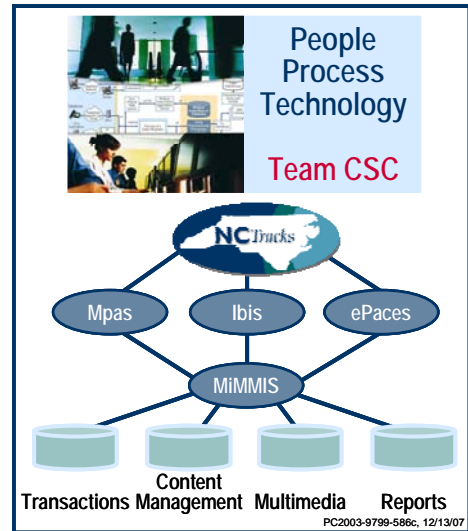 People
Process
Technology
Team CSC
NCTracks
Mpas
Ibis
ePaces
MiMMIS
Transactions
Content
Management
Multimedia
Reports
PC2003-9799-586c, 12/13/07